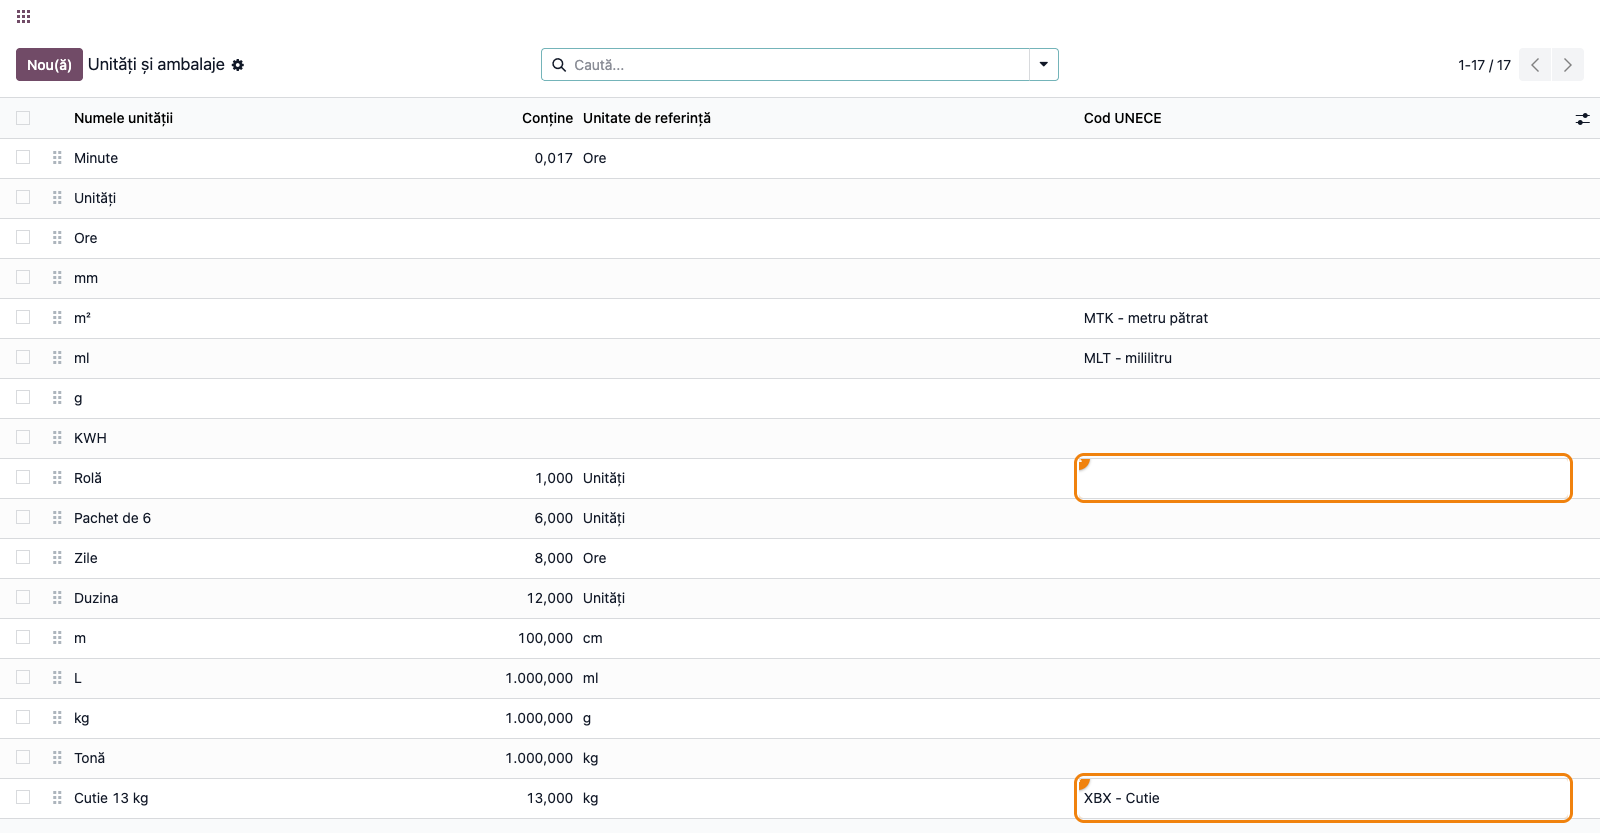 Nou(ă) Unități și ambalaje Caută... 1-17 / 17
Numele unității Conține Unitate de referință Cod UNECE
Minute 0,017 Ore
Unități
Ore
mm
m² MTK - metru pătrat
ml MLT - mililitru
g
KWH
Rolă 1,000 Unități
Pachet de 6 6,000 Unități
Zile 8,000 Ore
Duzina 12,000 Unități
m 100,000 cm
L 1.000,000 ml
kg 1.000,000 g
Tonă 1.000,000 kg
Cutie 13 kg 13,000 kg XBX - Cutie